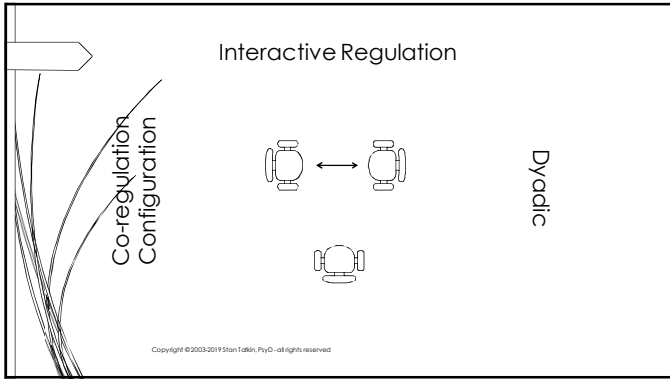 Interactive Regulation
Co-regulation
Configuration
Dyadic
Copyright ©2003-2019 Stan Tatkin, PsyD - all rights reserved